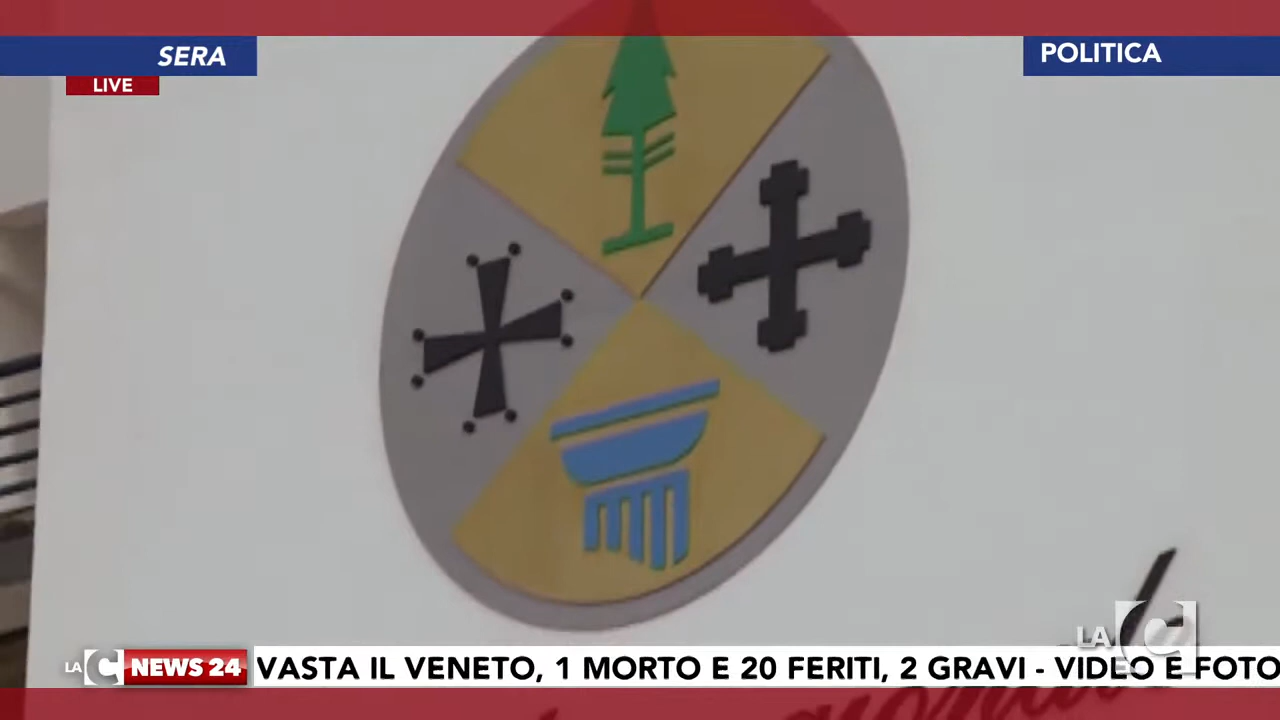 SERA
POLITICA
LIVE
LA C
LA C NEWS 24 VASTA IL VENETO, 1 MORTO E 20 FERITI, 2 GRAVI - VIDEO E FOTO